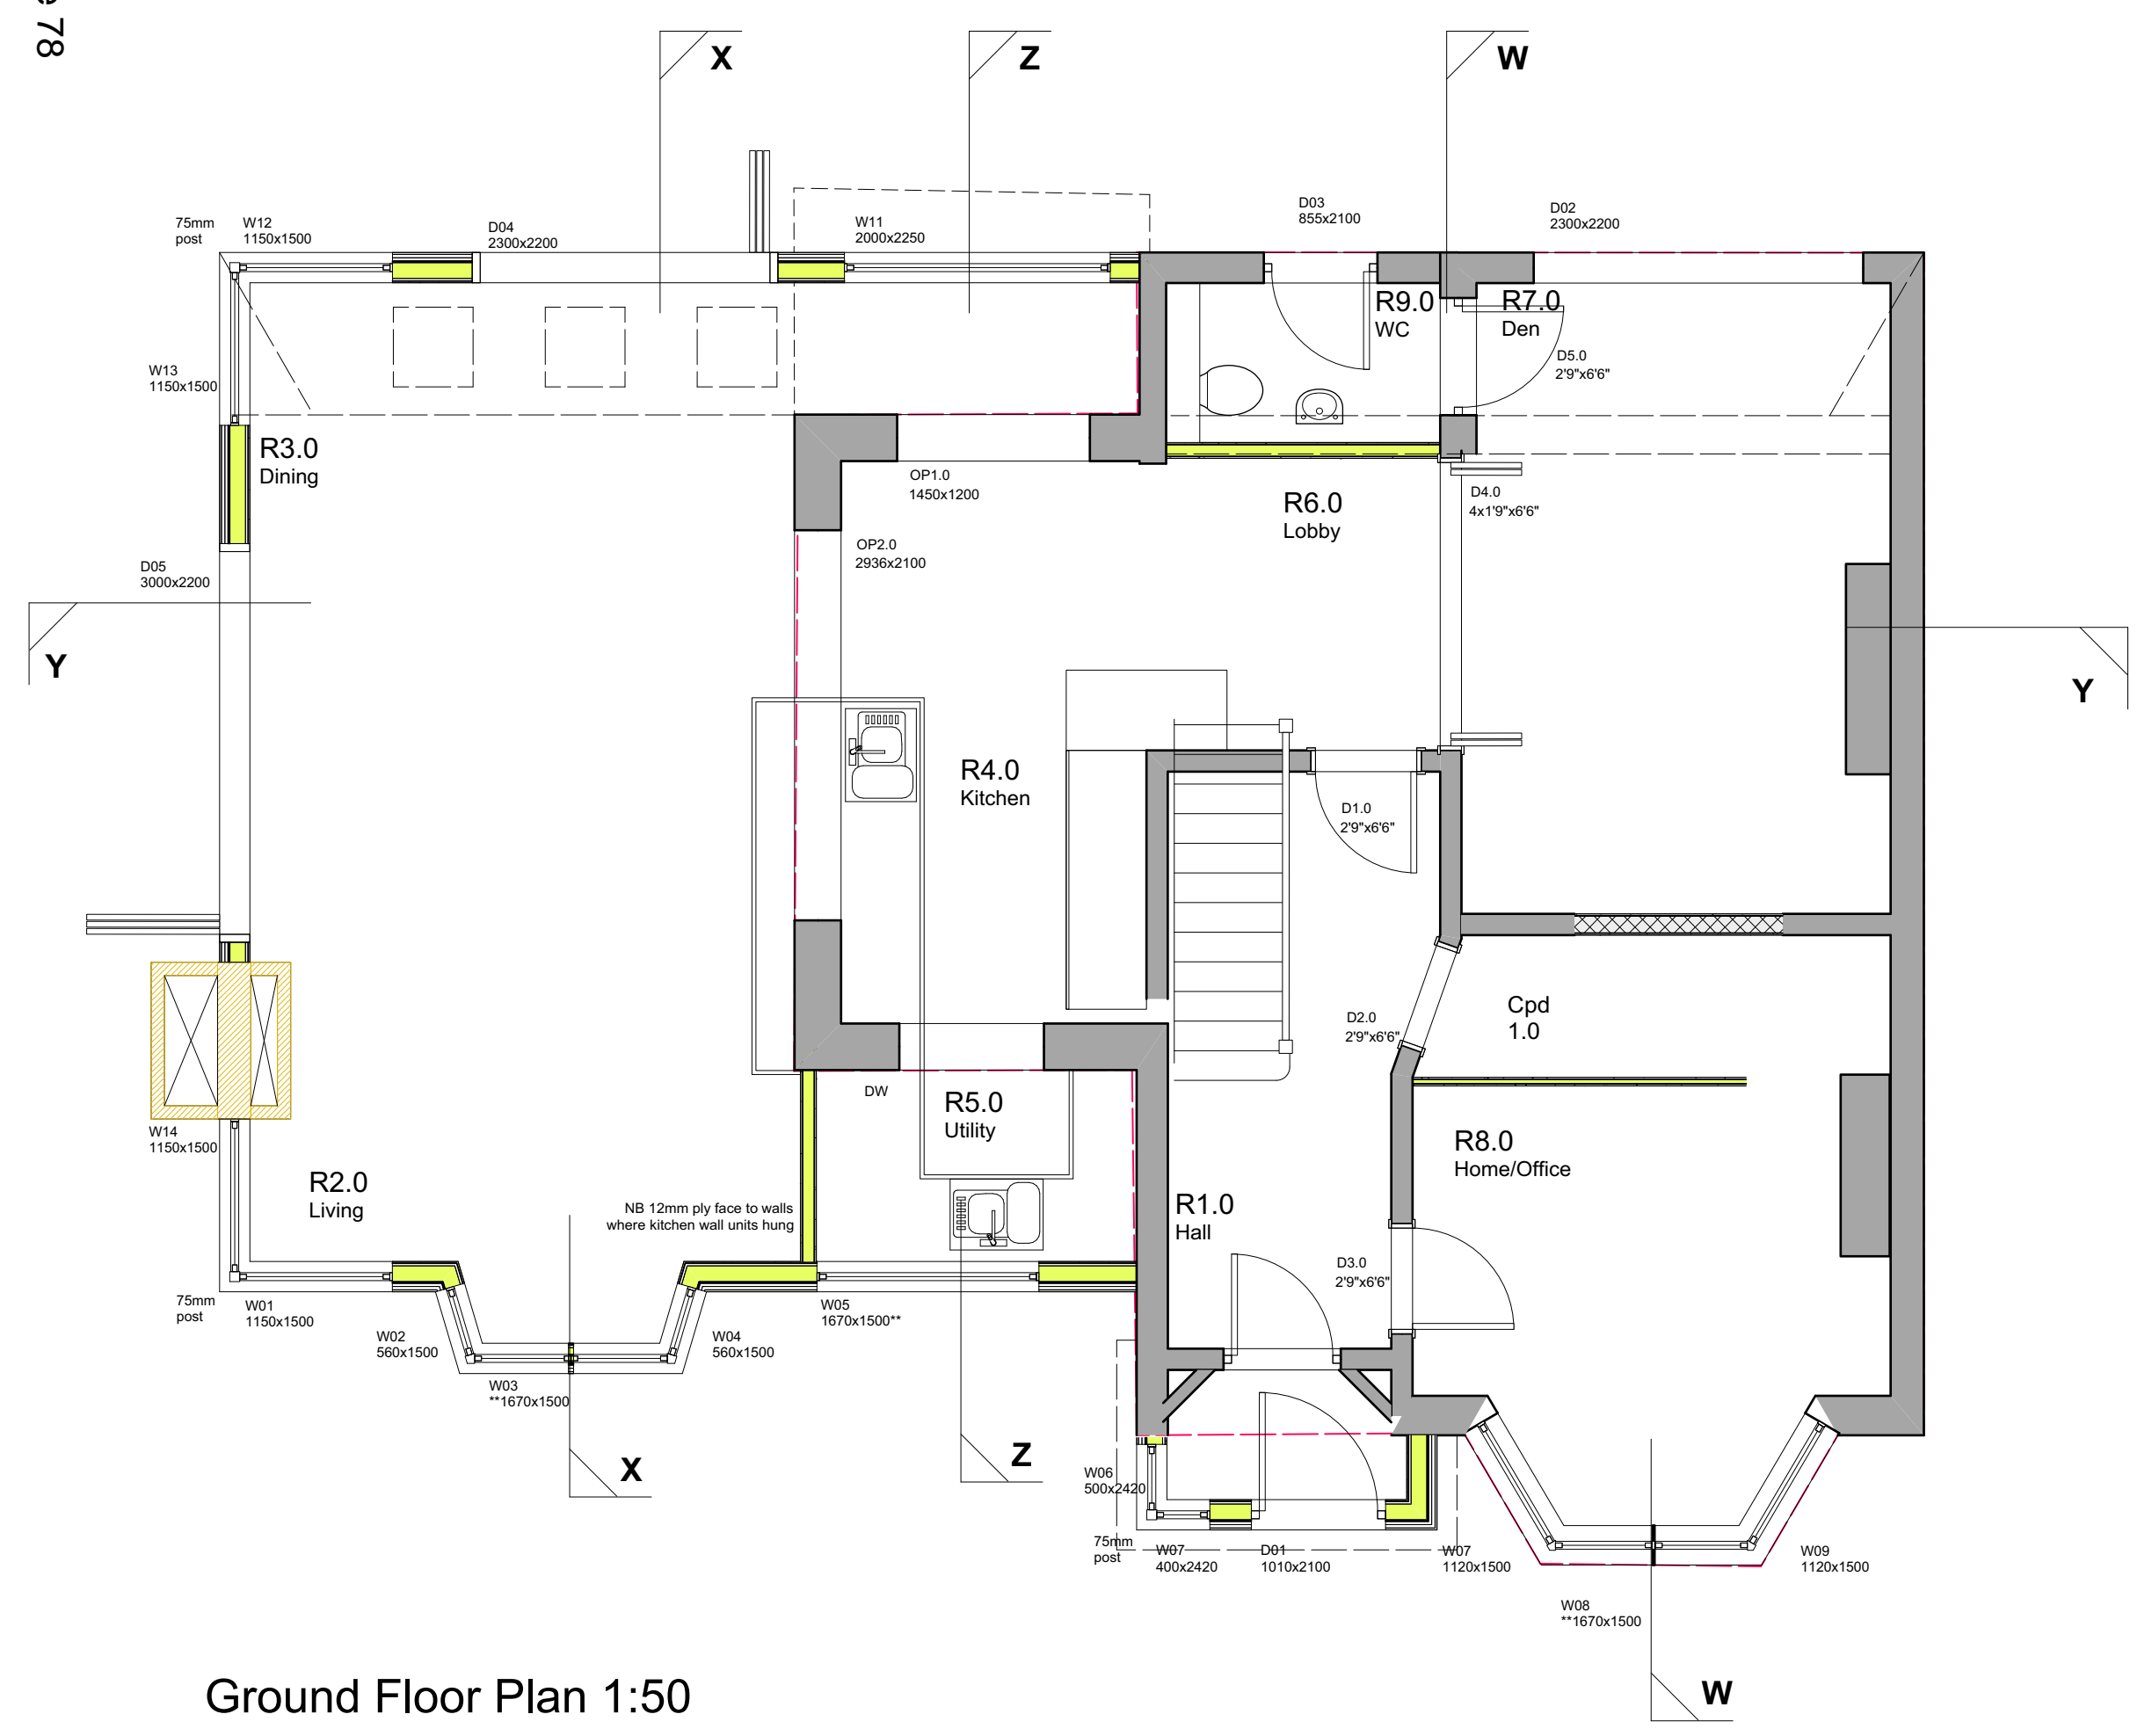 e 78
X
Z
W
75mm
post
W12
1150x1500
D04
2300x2200
W11
2000x2250
D03
855x2100
D02
2300x2200
R9.0
WC
R7.0
Den
D5.0
2'9"x6'6"
W13
1150x1500
R3.0
Dining
OP1.0
1450x1200
R6.0
Lobby
D4.0
4x1'9"x6'6"
OP2.0
2936x2100
D05
3000x2200
Y
Y
R4.0
Kitchen
D1.0
2'9"x6'6"
Cpd
1.0
D2.0
2'9"x6'6"
DW
R5.0
Utility
W14
1150x1500
R8.0
Home/Office
R2.0
Living
NB 12mm ply face to walls
where kitchen wall units hung
R1.0
Hall
D3.0
2'9"x6'6"
75mm
post
W01
1150x1500
W02
560x1500
W03
**1670x1500
W04
560x1500
W05
1670x1500**
X
Z
W06
500x2420
75mm
post
W07
400x2420
D01
1010x2100
W07
1120x1500
W09
1120x1500
W08
**1670x1500
W
Ground Floor Plan 1:50